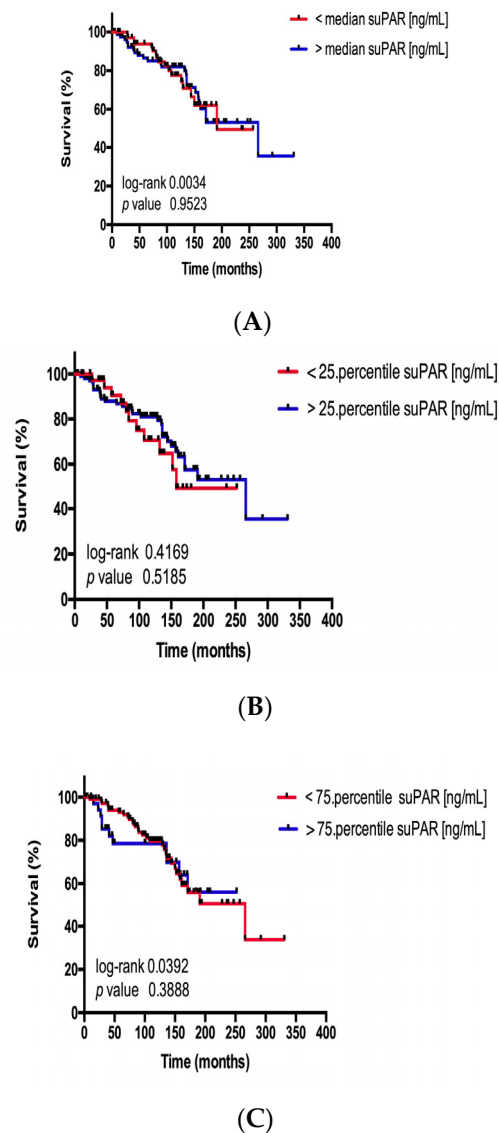 < median suPAR [ng/mL]
> median suPAR [ng/mL]
100
80
60
40
20
0
Survival (%)
log-rank 0.0034
p value 0.9523
0 50 100 150 200 250 300 350 400
Time (months)
(A)
< 25.percentile suPAR [ng/mL]
> 25.percentile suPAR [ng/mL]
100
80
60
40
20
0
Survival (%)
log-rank 0.4169
p value 0.5185
0 50 100 150 200 250 300 350 400
Time (months)
(B)
< 75.percentile suPAR [ng/mL]
> 75.percentile suPAR [ng/mL]
100
80
60
40
20
0
Survival (%)
log-rank 0.0392
p value 0.3888
0 50 100 150 200 250 300 350 400
Time (months)
(C)